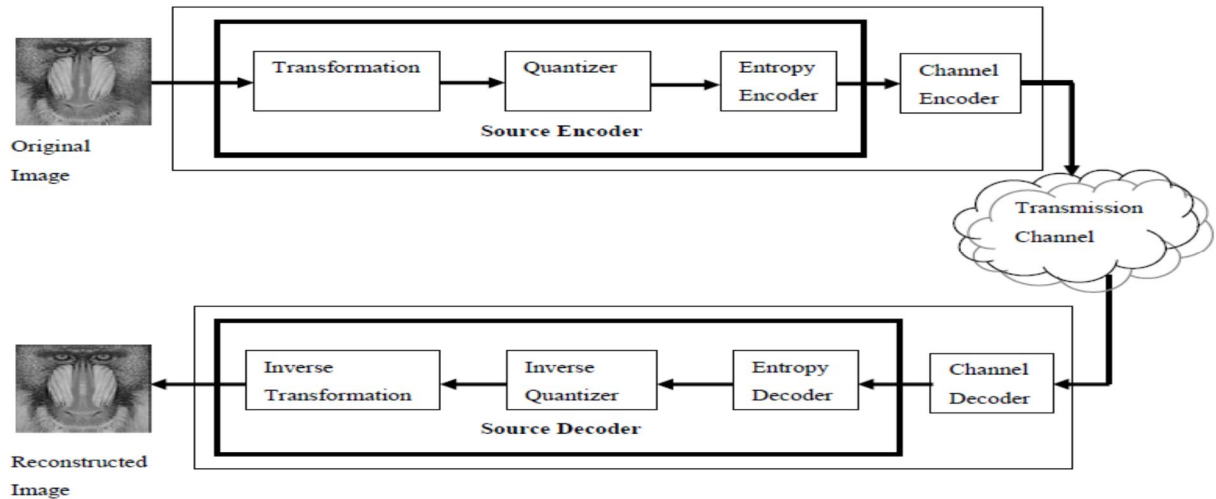 Original
Image
Transformation
Quantizer
Entropy
Encoder
Source Encoder
Channel
Encoder
Transmission
Channel
Channel
Decoder
Entropy
Decoder
Inverse
Quantizer
Inverse
Transformation
Source Decoder
Reconstructed
Image